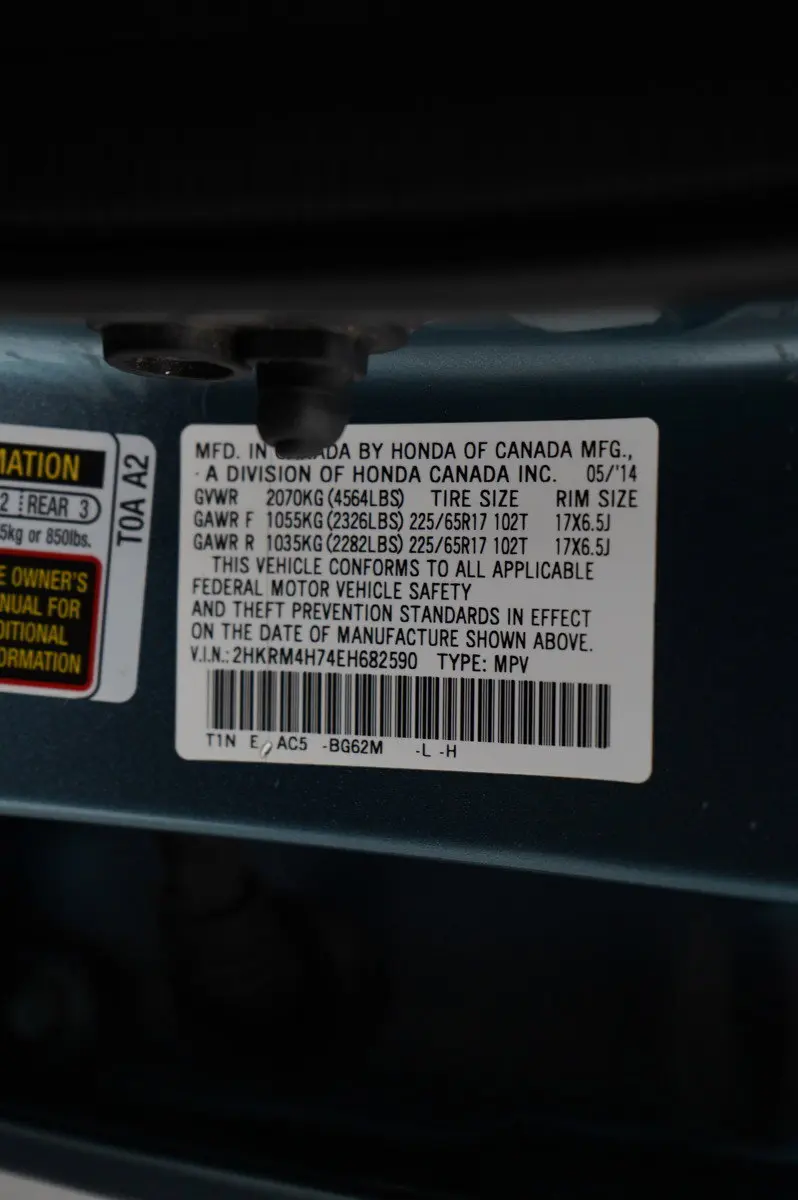 MATION
2 REAR 3
5kg or 850lbs.
E OWNER'S
NUAL FOR
DITIONAL
ORMATION
T0A A2
MFD. IN CANADA BY HONDA OF CANADA MFG.,
- A DIVISION OF HONDA CANADA INC. 05/'14
GVWR 2070KG(4564LBS) TIRE SIZE RIM SIZE
GAWR F 1055KG(2326LBS) 225/65R17 102T 17X6.5J
GAWR R 1035KG(2282LBS) 225/65R17 102T 17X6.5J
THIS VEHICLE CONFORMS TO ALL APPLICABLE
FEDERAL MOTOR VEHICLE SAFETY
AND THEFT PREVENTION STANDARDS IN EFFECT
ON THE DATE OF MANUFACTURE SHOWN ABOVE.
V.I.N.: 2HKRM4H74EH682590 TYPE: MPV
T1N E AC5 -BG62M -L -H